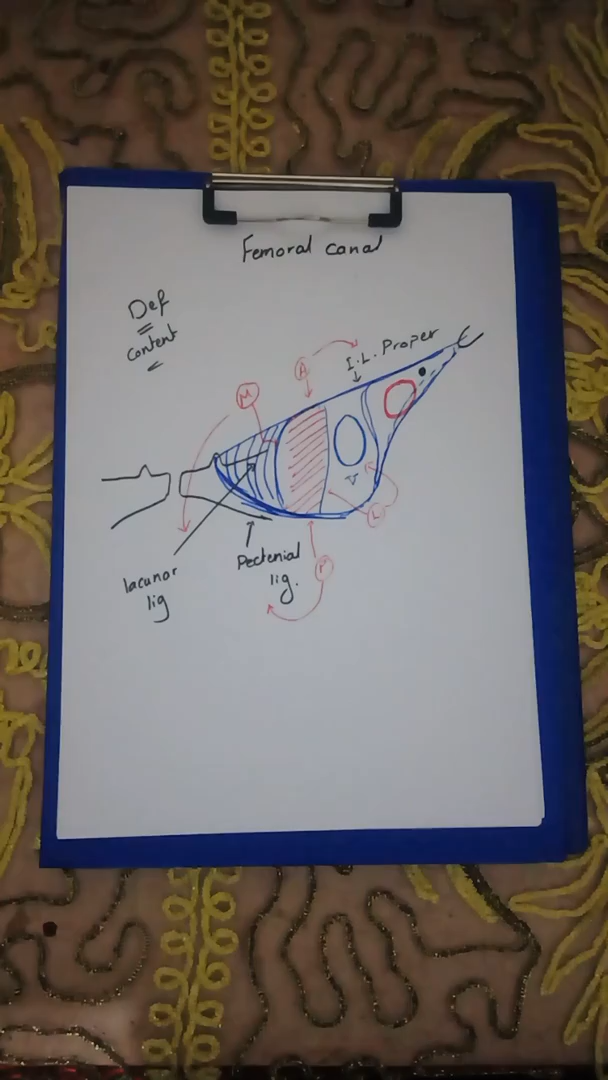 Femoral canal
Def
content
I.L. Proper
A
M
V
L
P
Pectenial
lig.
lacunar
lig